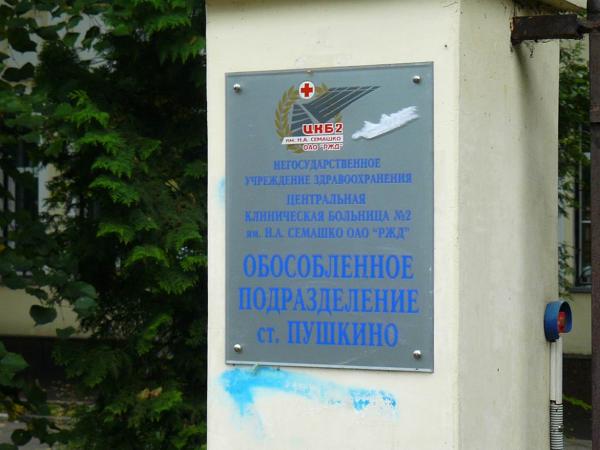 ЦКБ2
ИМ. Н.А. СЕМАШКО
ОАО "РЖД"
НЕГОСУДАРСТВЕННОЕ
УЧРЕЖДЕНИЕ ЗДРАВООХРАНЕНИЯ
ЦЕНТРАЛЬНАЯ
КЛИНИЧЕСКАЯ БОЛЬНИЦА №2
им. Н.А. СЕМАШКО ОАО "РЖД"
ОБОСОБЛЕННОЕ
ПОДРАЗДЕЛЕНИЕ
ст. ПУШКИНО